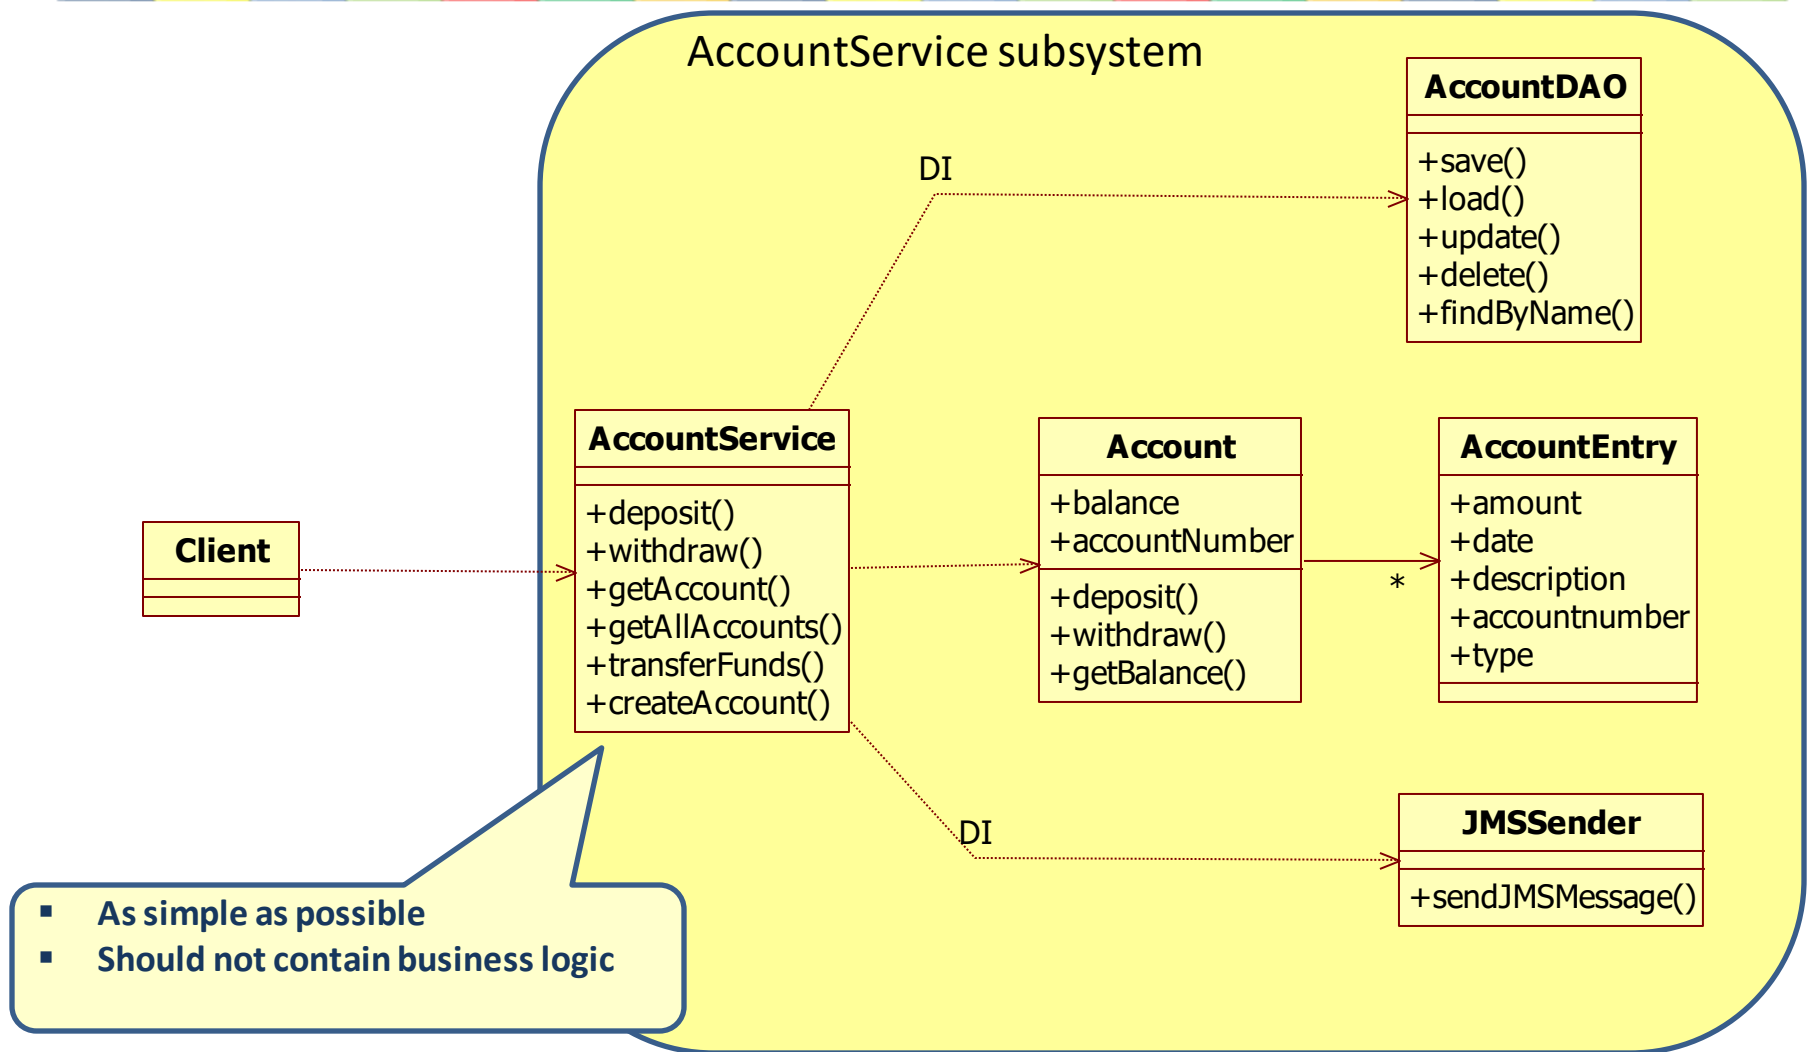 AccountService subsystem
AccountDAO
+save()
+load()
+update()
+delete()
+findByName()
DI
AccountService
+deposit()
+withdraw()
+getAccount()
+getAllAccounts()
+transferFunds()
+createAccount()
Account
+balance
+accountNumber
+deposit()
+withdraw()
+getBalance()
*
AccountEntry
+amount
+date
+description
+accountnumber
+type
Client
DI
JMSSender
+sendJMSMessage()
▪ As simple as possible
▪ Should not contain business logic